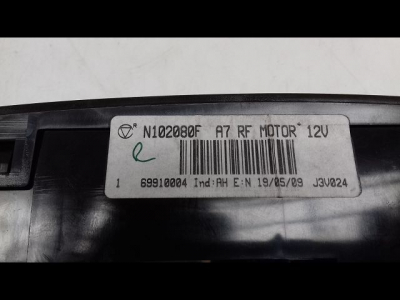 N102080F A7 RF MOTOR* 12V
e
1 69910004 Ind:AH E:N 19/05/09 J3V024